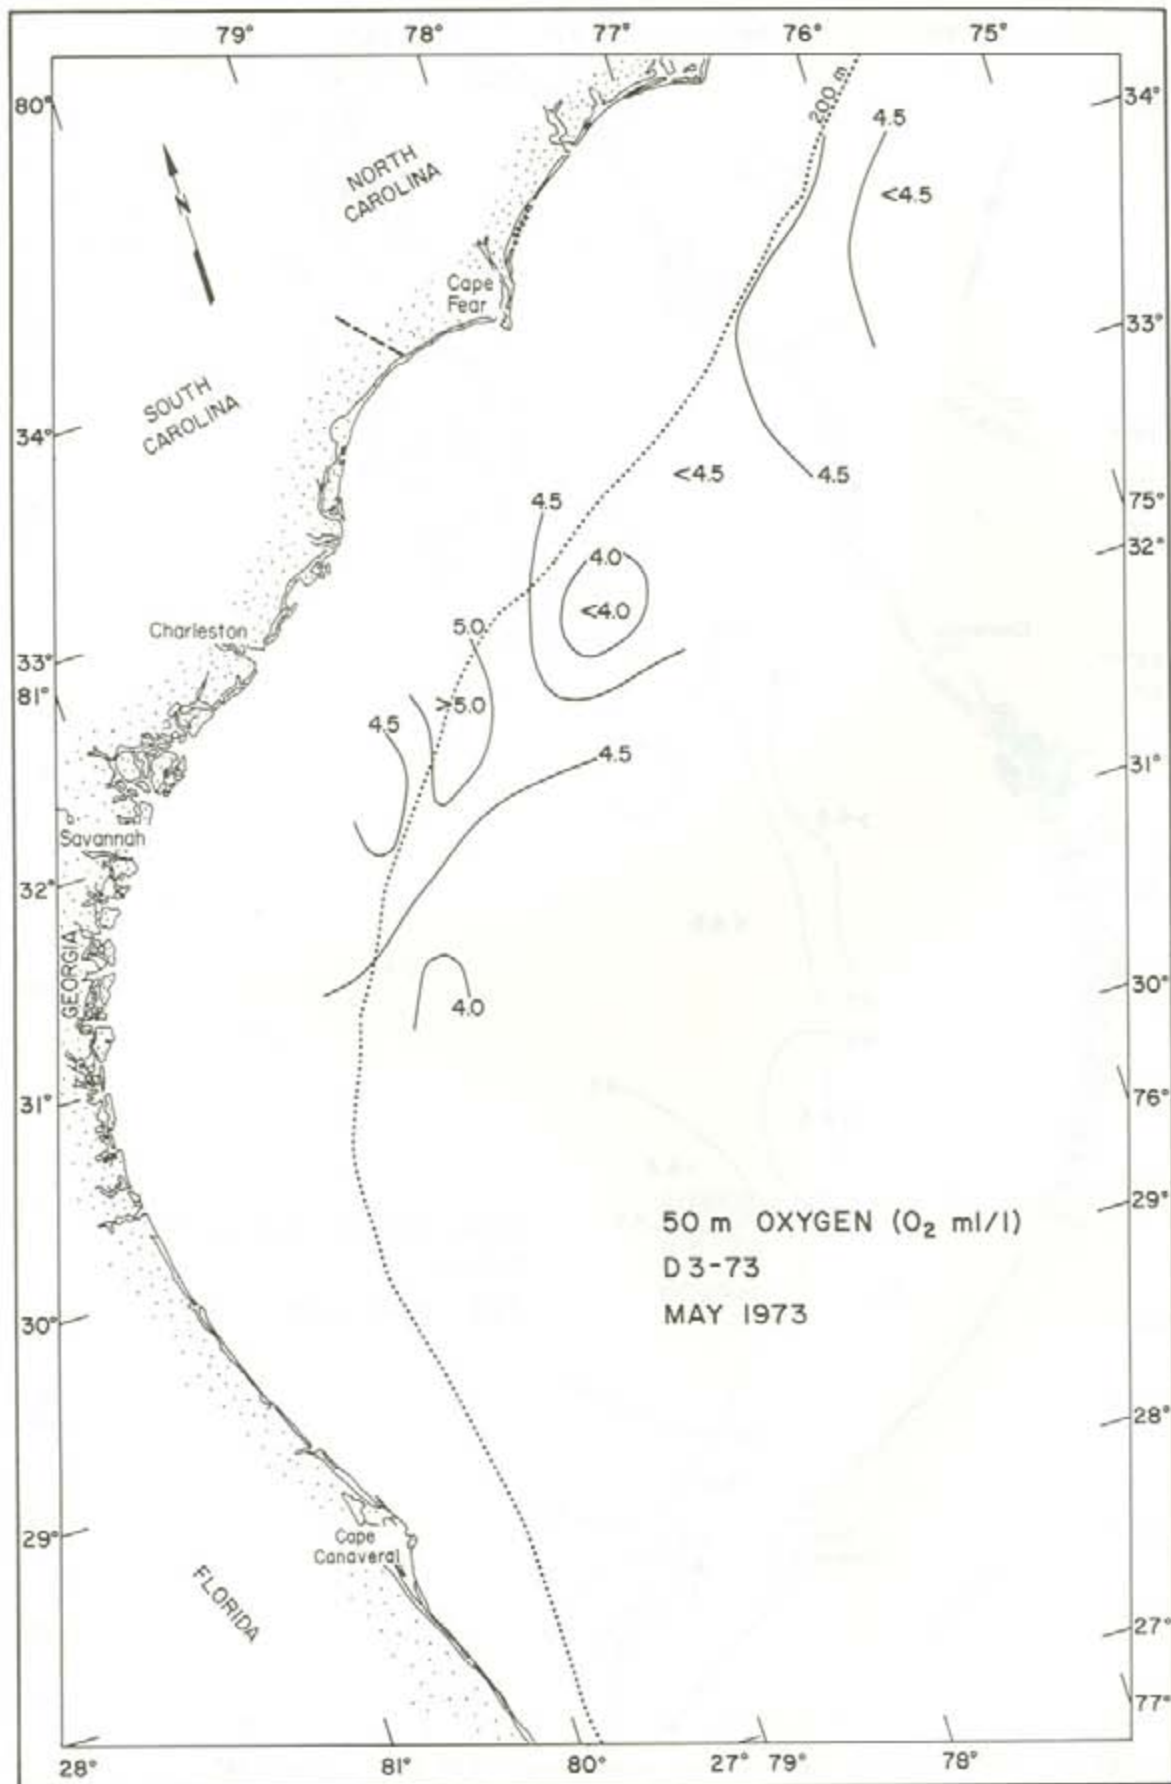 79° 78° 77° 76° 75°
80°
34°
200 m
4.5
NORTH
CAROLINA
N
<4.5
Cape
Fear
33°
SOUTH
CAROLINA
34°
<4.5
4.5
4.5
75°
32°
4.0
<4.0
Charleston
5.0
33°
81°
>5.0
4.5
4.5
31°
Savannah
32°
GEORGIA
30°
4.0
31°
76°
29°
50 m OXYGEN (O₂ ml/l)
D 3-73
MAY 1973
30°
28°
29°
Cape
Canaveral
FLORIDA
27°
77°
28° 81° 80° 27° 79° 78°